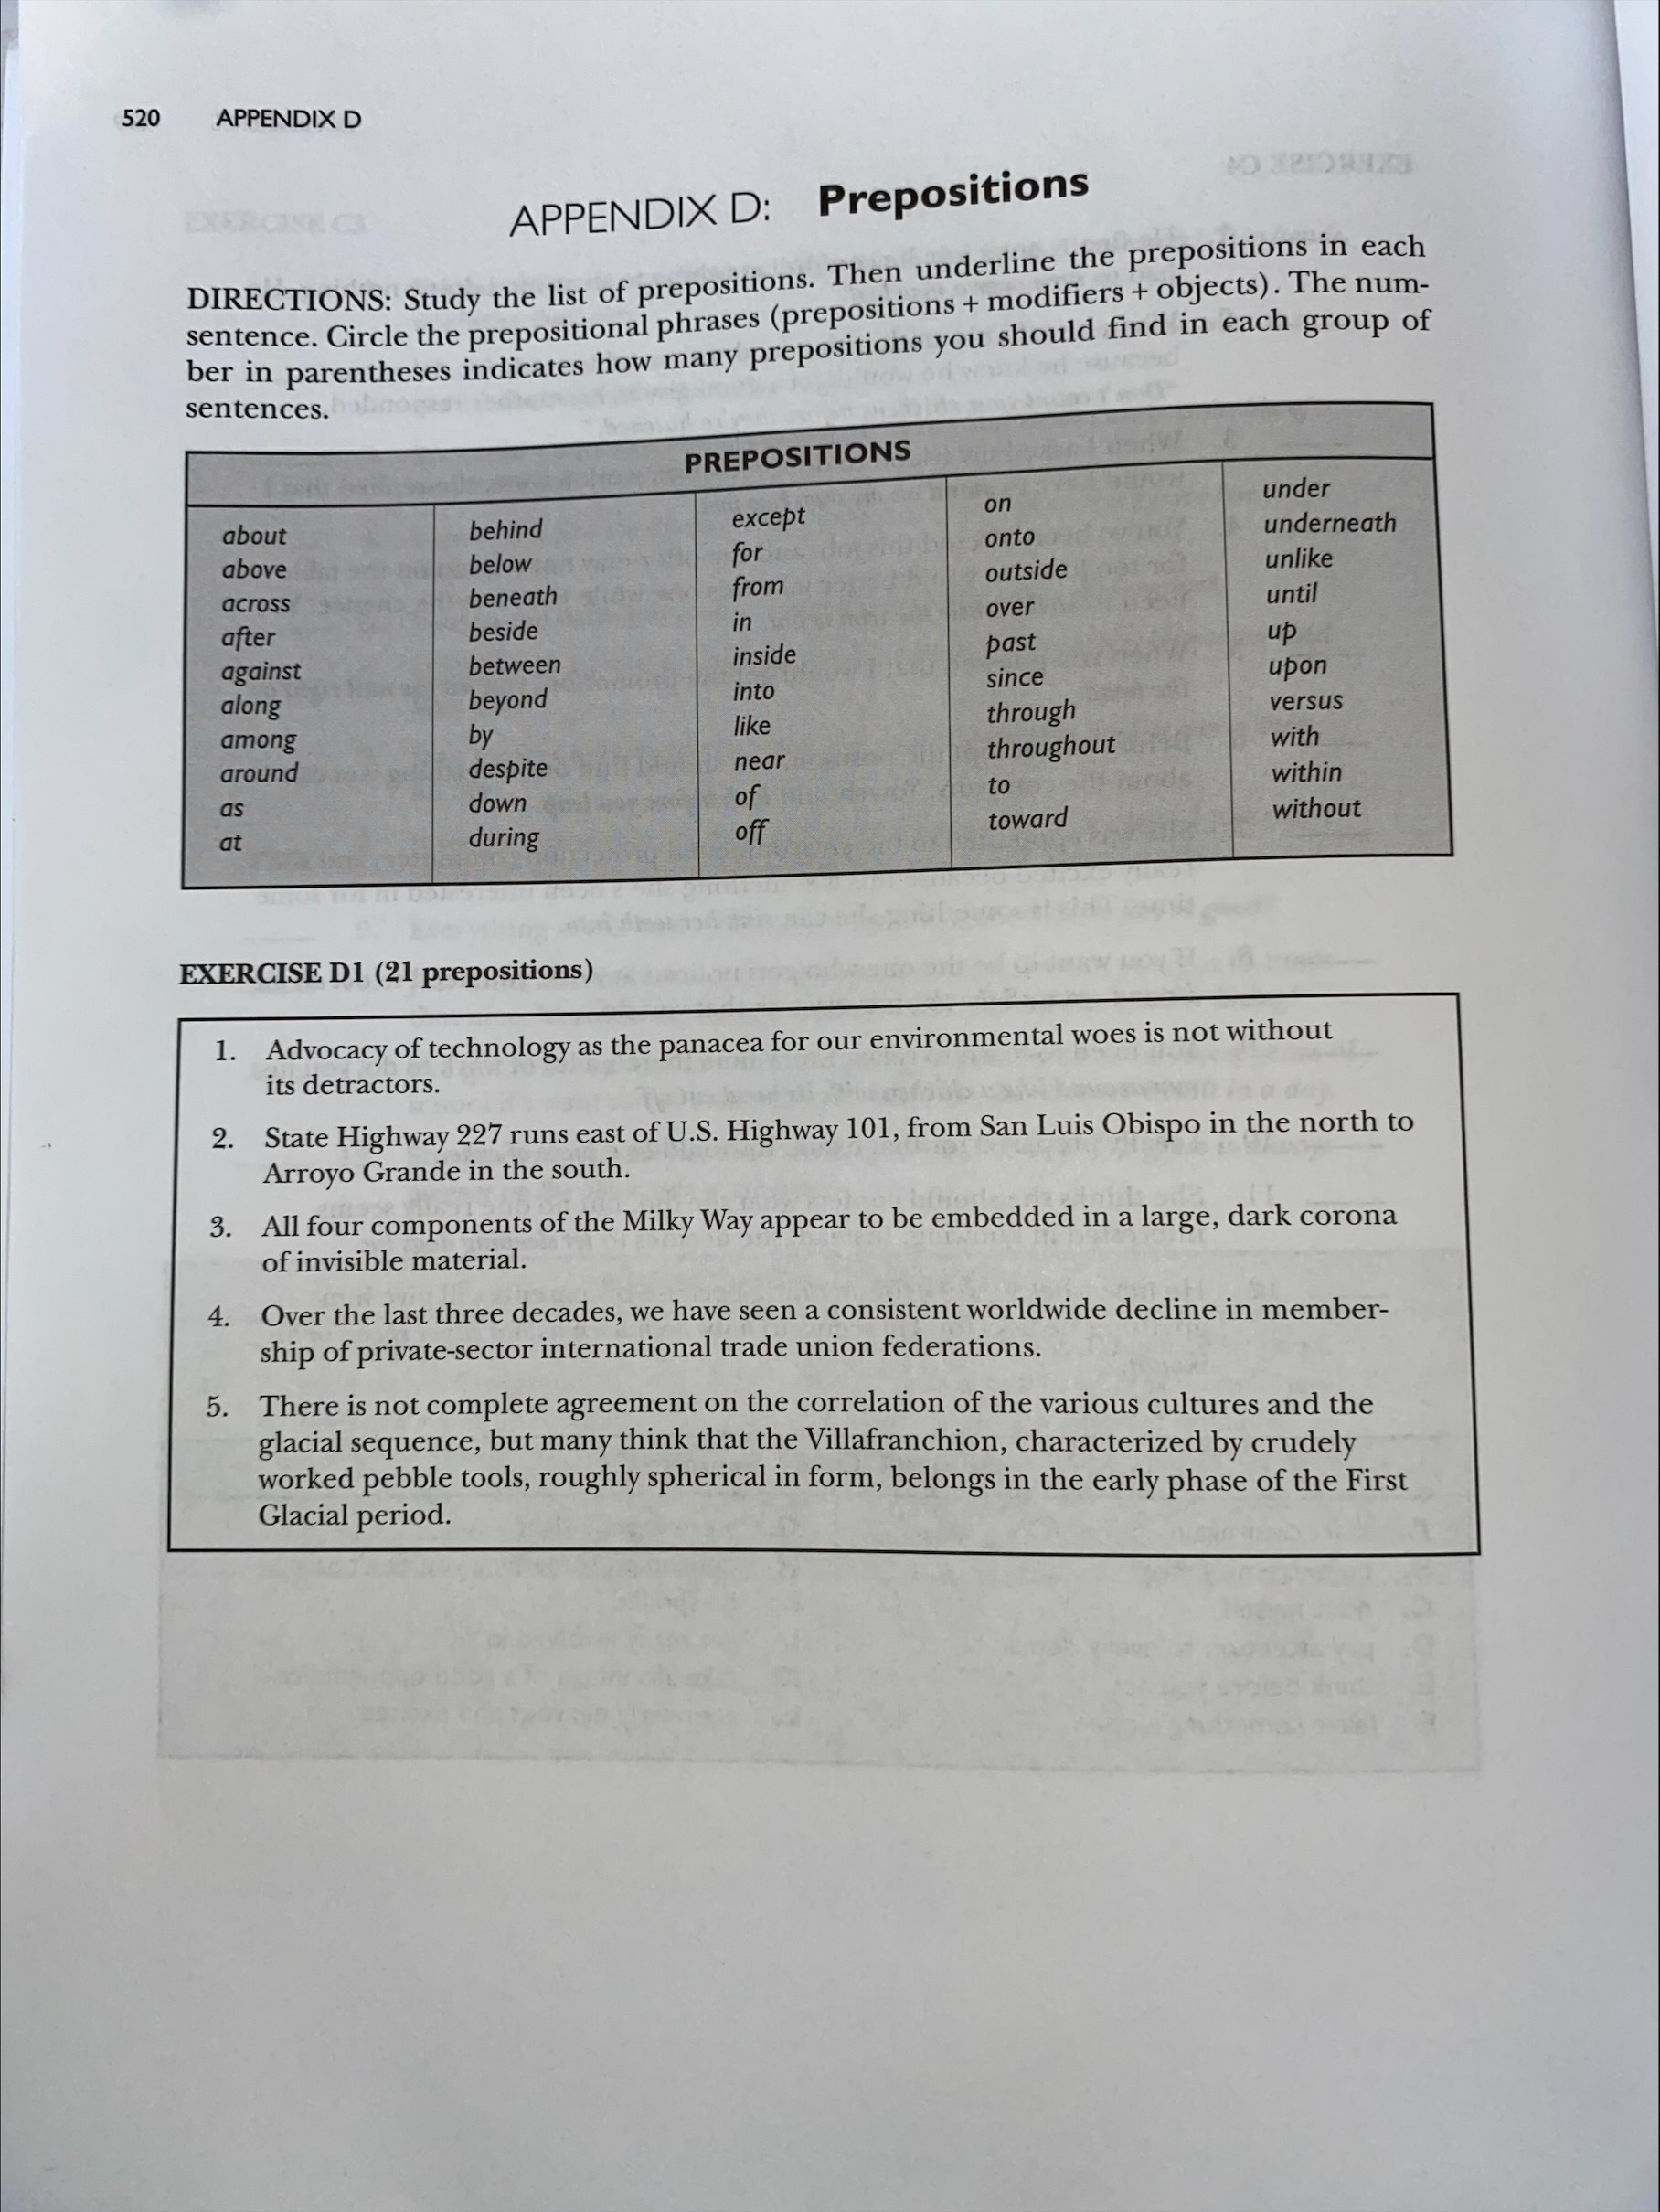 520 APPENDIX D
APPENDIX D: Prepositions
DIRECTIONS: Study the list of prepositions. Then underline the prepositions in each
sentence. Circle the prepositional phrases (prepositions + modifiers + objects). The num-
ber in parentheses indicates how many prepositions you should find in each group of
sentences.
PREPOSITIONS
about
above
across
after
against
along
among
around
as
at
behind
below
beneath
beside
between
beyond
by
despite
down
during
except
for
from
in
inside
into
like
near
of
off
on
onto
outside
over
past
since
through
throughout
to
toward
under
underneath
unlike
until
up
upon
versus
with
within
without
EXERCISE D1 (21 prepositions)
1. Advocacy of technology as the panacea for our environmental woes is not without
its detractors.
2. State Highway 227 runs east of U.S. Highway 101, from San Luis Obispo in the north to
Arroyo Grande in the south.
3. All four components of the Milky Way appear to be embedded in a large, dark corona
of invisible material.
4. Over the last three decades, we have seen a consistent worldwide decline in member-
ship of private-sector international trade union federations.
5. There is not complete agreement on the correlation of the various cultures and the
glacial sequence, but many think that the Villafranchion, characterized by crudely
worked pebble tools, roughly spherical in form, belongs in the early phase of the First
Glacial period.